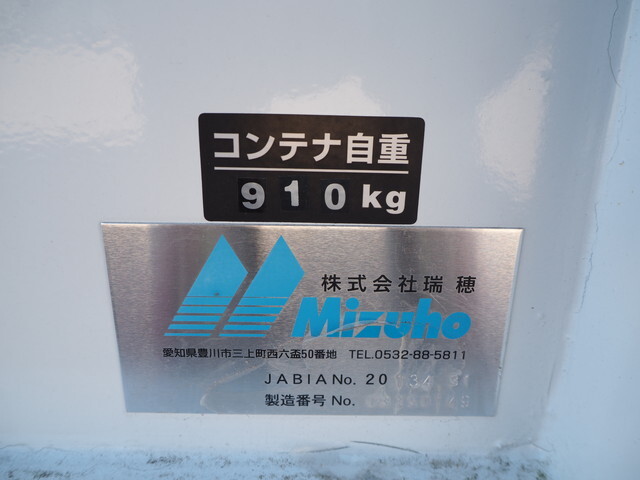 コンテナ自重
910kg
株式会社瑞穂
Mizuho
愛知県豊川市三上町西六盃50番地 TEL.0532-88-5811
JABIA No. 20
製造番号 No.